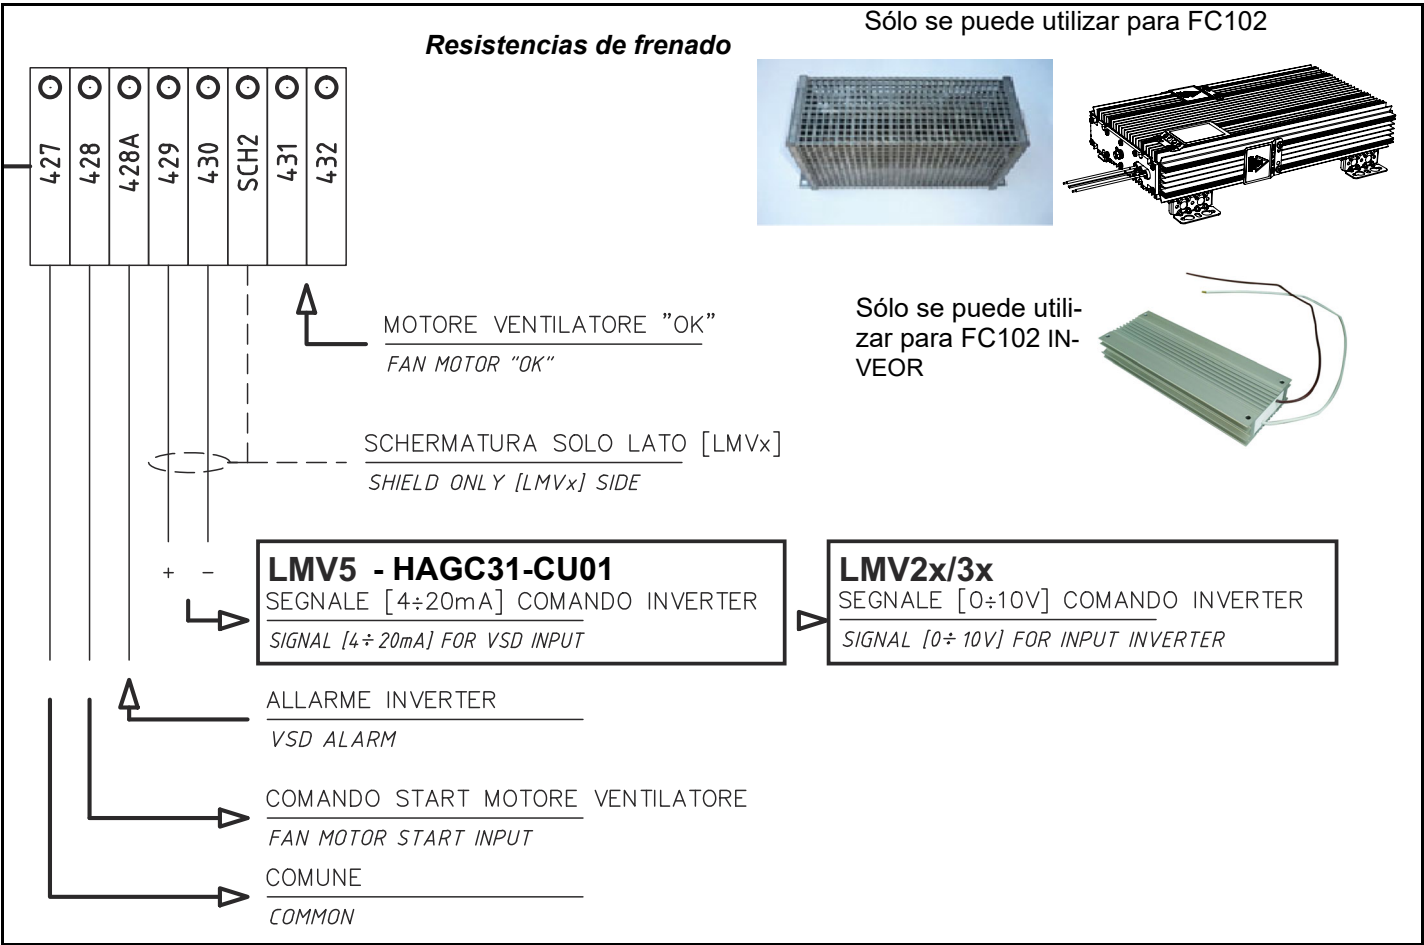 Sólo se puede utilizar para FC102
Resistencias de frenado
427
428
428A
429
430
SCH2
431
432
Sólo se puede utili-
zar para FC102 IN-
VEOR
MOTORE VENTILATORE "OK"
FAN MOTOR "OK"
SCHERMATURA SOLO LATO [LMVx]
SHIELD ONLY [LMVx] SIDE
+ −
LMV5 - HAGC31-CU01
SEGNALE [4÷20mA] COMANDO INVERTER
SIGNAL [4÷20mA] FOR VSD INPUT
LMV2x/3x
SEGNALE [0÷10V] COMANDO INVERTER
SIGNAL [0÷10V] FOR INPUT INVERTER
ALLARME INVERTER
VSD ALARM
COMANDO START MOTORE VENTILATORE
FAN MOTOR START INPUT
COMUNE
COMMON